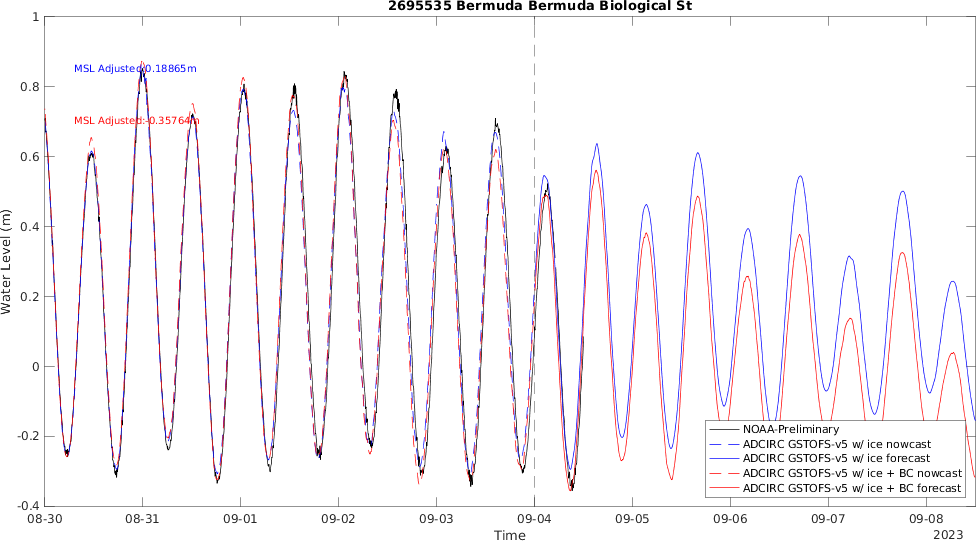 2695535 Bermuda Bermuda Biological St
1
0.8
0.6
0.4
0.2
0
-0.2
-0.4
Water Level (m)
MSL Adjusted:0.18865m
MSL Adjusted:-0.35764m
NOAA-Preliminary
ADCIRC GSTOFS-v5 w/ ice nowcast
ADCIRC GSTOFS-v5 w/ ice forecast
ADCIRC GSTOFS-v5 w/ ice + BC nowcast
ADCIRC GSTOFS-v5 w/ ice + BC forecast
08-30 08-31 09-01 09-02 09-03 09-04 09-05 09-06 09-07 09-08
Time
2023